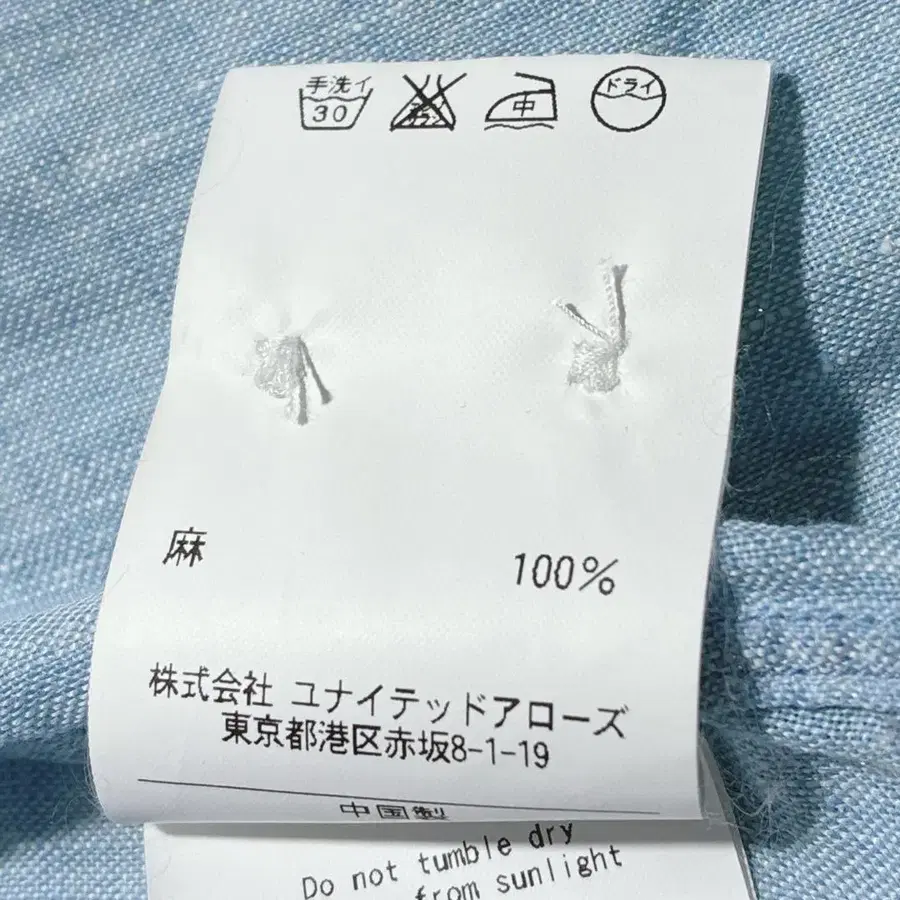 手洗イ 30 中 ドライ
麻 100%
株式会社 ユナイテッドアローズ
東京都港区赤坂8-1-19
中国製
Do not tumble dry
from sunlight